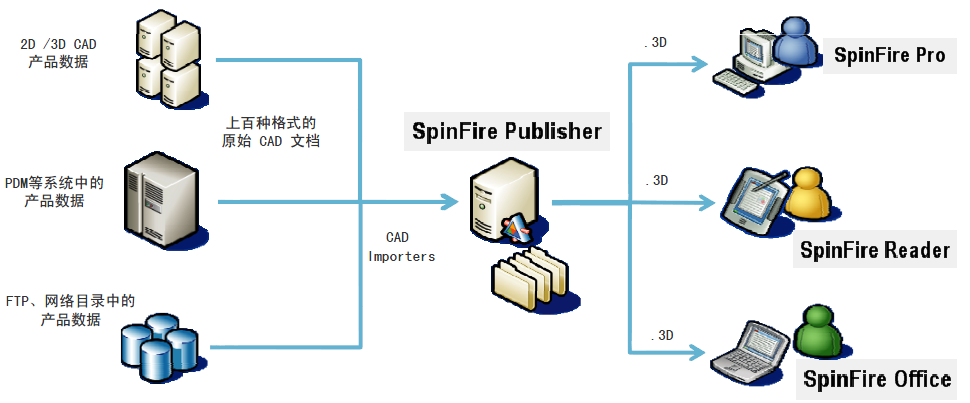 2D /3D CAD
产品数据
上百种格式的
原始 CAD 文档
PDM等系统中的
产品数据
FTP、网络目录中的
产品数据
CAD
Importers
SpinFire Publisher
.3D
SpinFire Pro
.3D
SpinFire Reader
.3D
SpinFire Office